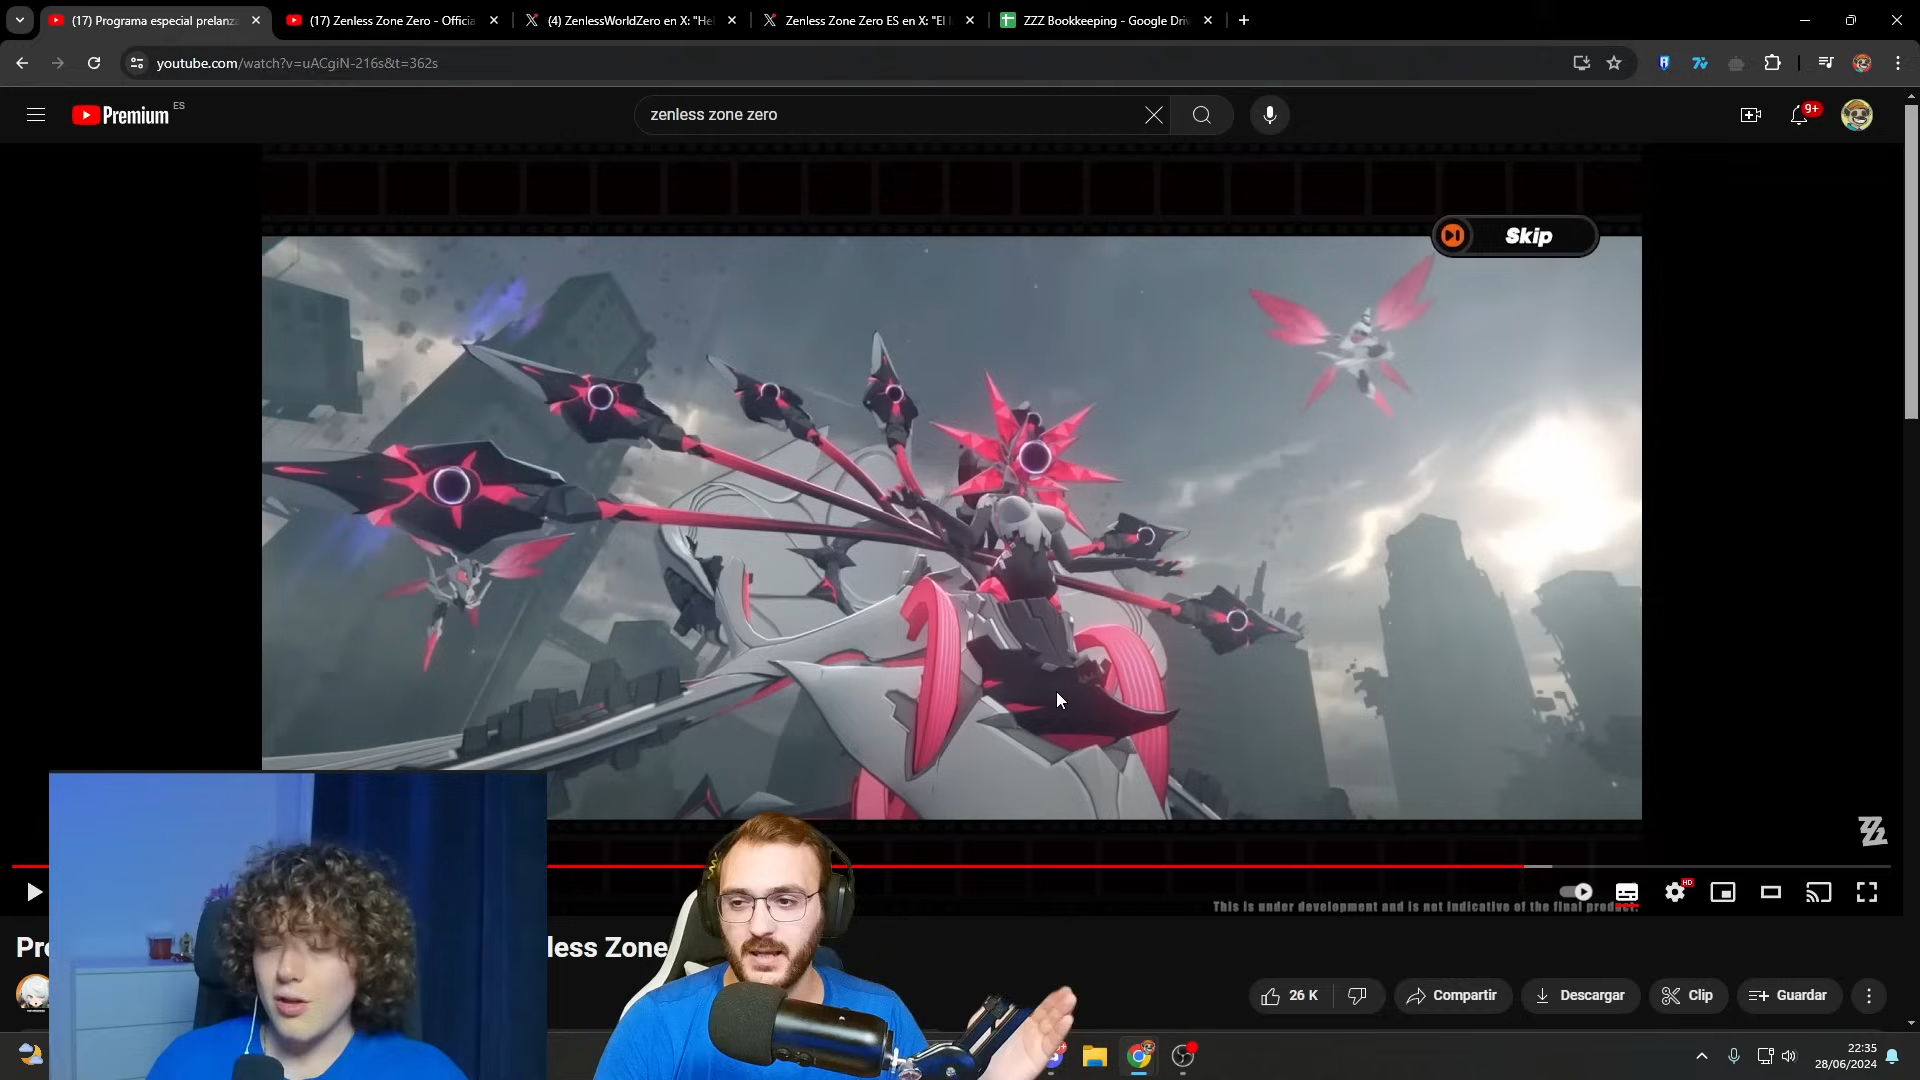 (17) Programa especial prelanza
(17) Zenless Zone Zero - Officia
(4) ZenlessWorldZero en X: "Hel
Zenless Zone Zero ES en X: "El l
ZZZ Bookkeeping - Google Driv
youtube.com/watch?v=uACgiN-216s&t=362s
Premium ES
zenless zone zero
9+
Skip
This is under development and is not indicative of the final product.
HD
less Zone
26 K
Compartir
Descargar
Clip
Guardar
22:35
28/06/2024